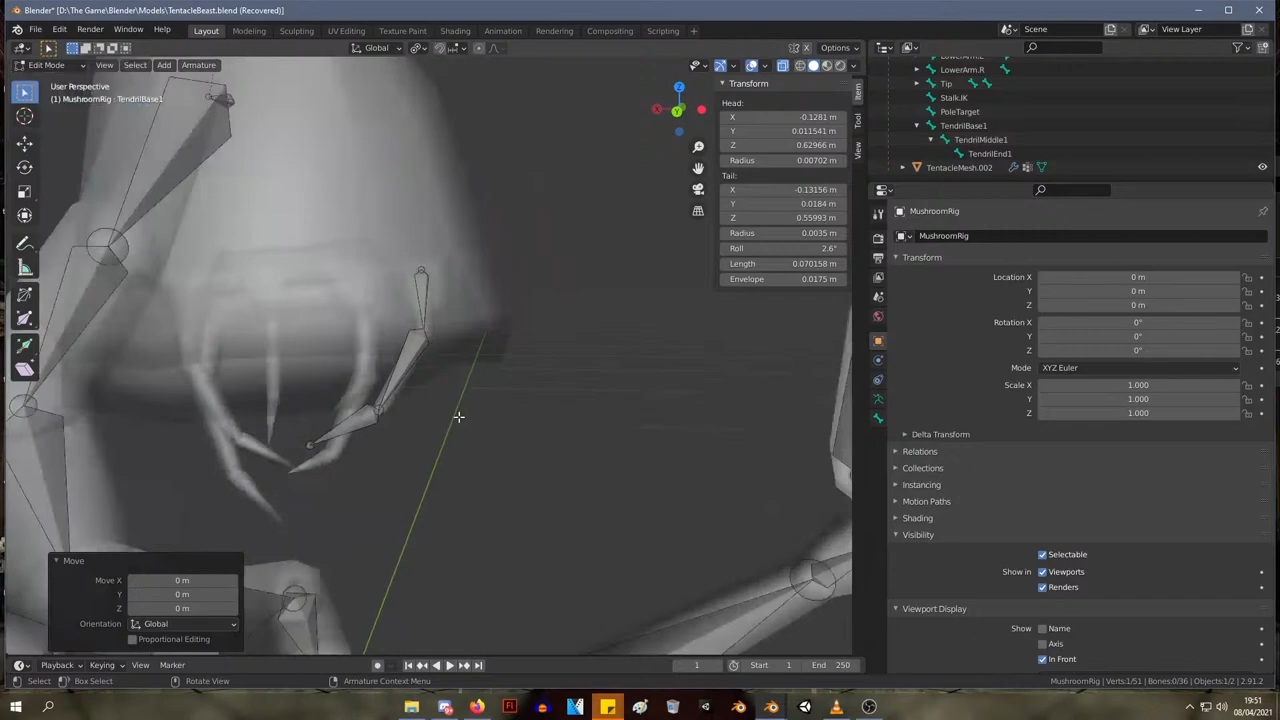 Blender* [D:\The Game\Blender\Models\TentacleBeast.blend (Recovered)]
File Edit Render Window Help Layout Modeling Sculpting UV Editing Texture Paint Shading Animation Rendering Compositing Scripting + Scene View Layer
Global Options
Edit Mode View Select Add Armature
User Perspective
(1) MushroomRig : TendrilBase1
Z
X
Y
Transform
Head:
X -0.1281 m
Y 0.011541 m
Z 0.62966 m
Radius 0.00702 m
Tail:
X -0.13156 m
Y 0.0184 m
Z 0.55993 m
Radius 0.0035 m
Roll 2.6°
Length 0.070158 m
Envelope 0.0175 m
Item
Tool
View
LowerArm.R
Tip
Stalk.IK
PoleTarget
TendrilBase1
TendrilMiddle1
TendrilEnd1
TentacleMesh.002
MushroomRig
MushroomRig
Transform
Location X 0 m
Y 0 m
Z 0 m
Rotation X 0°
Y 0°
Z 0°
Mode XYZ Euler
Scale X 1.000
Y 1.000
Z 1.000
Delta Transform
Relations
Collections
Instancing
Motion Paths
Shading
Visibility
Selectable
Show in Viewports
Renders
Viewport Display
Show Name
Axis
In Front
Move
Move X 0 m
Y 0 m
Z 0 m
Orientation Global
Proportional Editing
Playback Keying View Marker 1 Start 1 End 250
Select Box Select Rotate View Armature Context Menu MushroomRig | Verts:1/51 | Bones:0/36 | Objects:1/2 | 2.91.2
19:51
08/04/2021